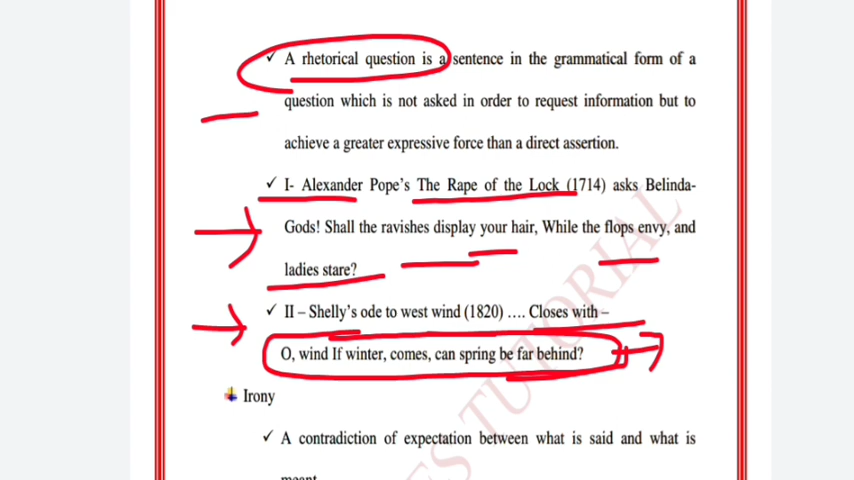 ✓ A rhetorical question is a sentence in the grammatical form of a
question which is not asked in order to request information but to
achieve a greater expressive force than a direct assertion.
✓ I- Alexander Pope's The Rape of the Lock (1714) asks Belinda-
Gods! Shall the ravishes display your hair, While the flops envy, and
ladies stare?
✓ II – Shelly's ode to west wind (1820) …. Closes with –
O, wind If winter, comes, can spring be far behind?
Irony
✓ A contradiction of expectation between what is said and what is
meant
ES TUTORIAL